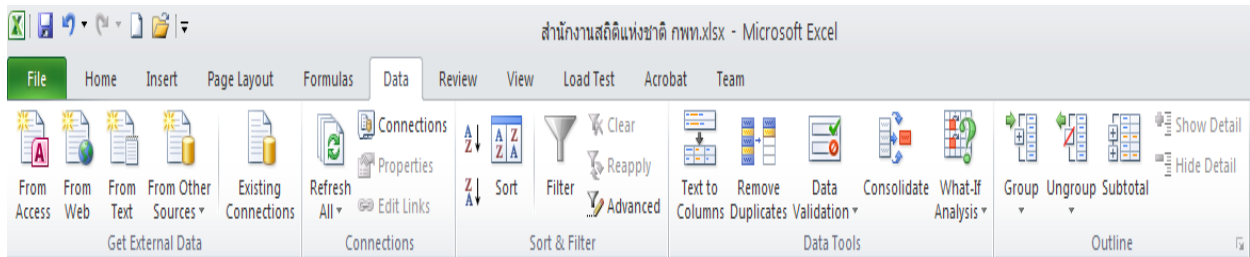 สำนักงานสถิติแห่งชาติ กพท.xlsx - Microsoft Excel
File Home Insert Page Layout Formulas Data Review View Load Test Acrobat Team
From Access
From Web
From Text
From Other Sources
Existing Connections
Get External Data
Refresh All
Connections
Properties
Edit Links
Connections
Sort
Filter
Clear
Reapply
Advanced
Sort & Filter
Text to Columns
Remove Duplicates
Data Validation
Consolidate
What-If Analysis
Data Tools
Group
Ungroup
Subtotal
Show Detail
Hide Detail
Outline